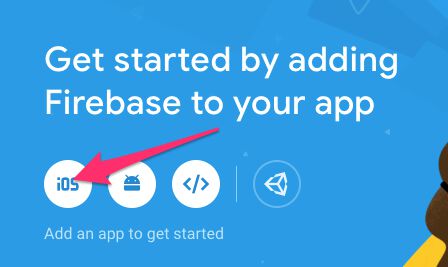 Get started by adding
Firebase to your app
iOS
Add an app to get started